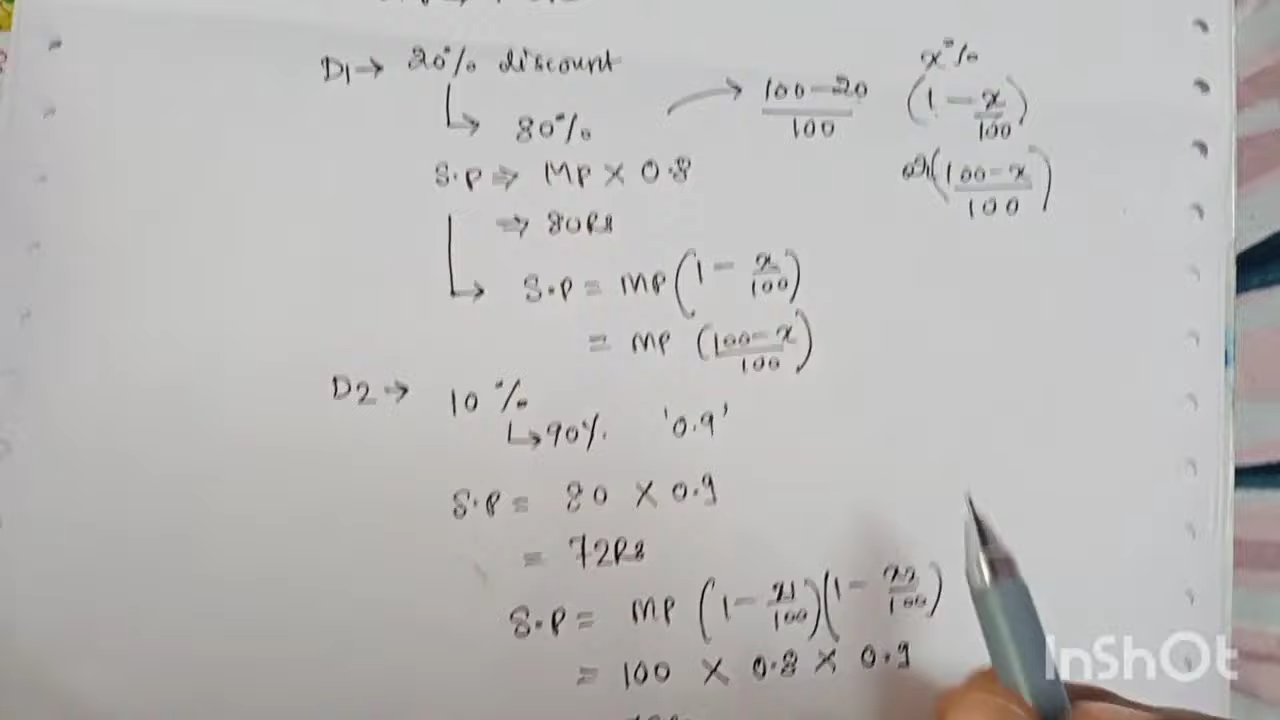 D1→ 20% discount
80% → 100-20/100
x%
(1 - x/100)
(100-x/100)
S.P ⇒ MP × 0.8
⇒ 80Rs
S.P = MP(1 - x/100)
= MP (100-x/100)
D2→ 10%
↳90% '0.9'
S.P = 80 × 0.9
= 72Rs
S.P = MP (1 - x1/100)(1 - x2/100)
= 100 × 0.8 × 0.9
InShOt